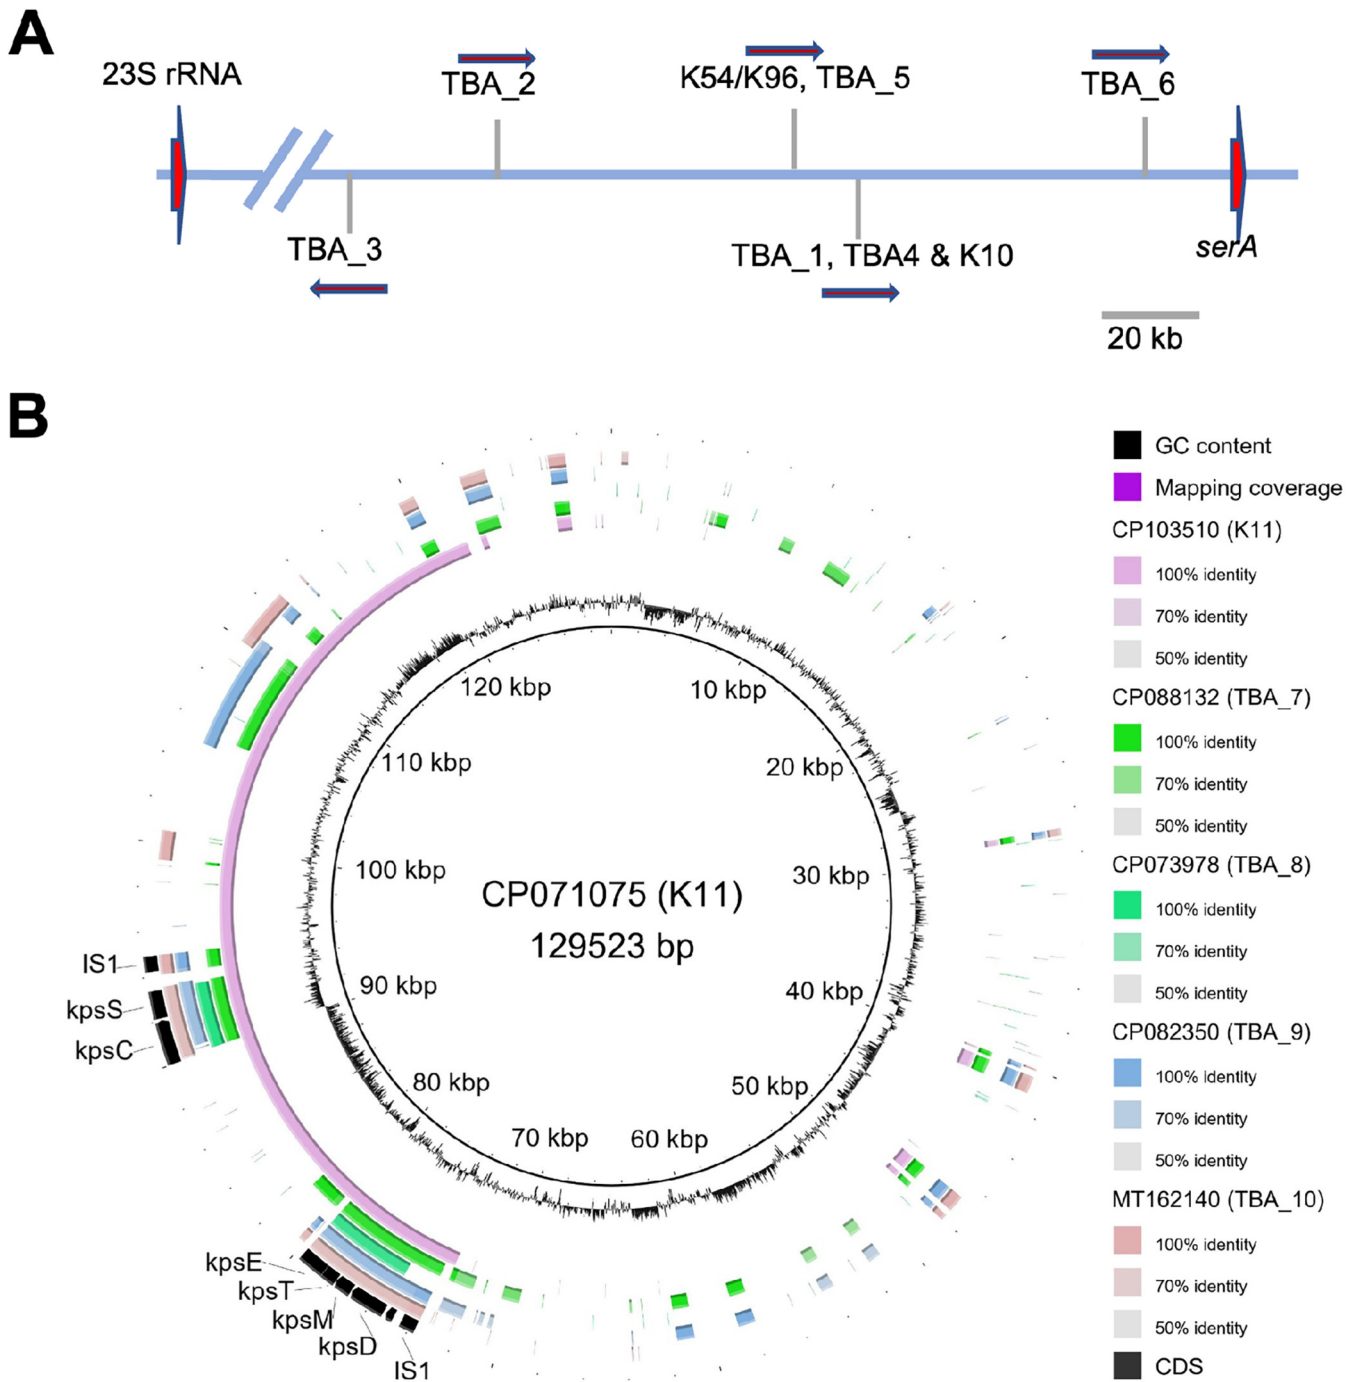 A
23S rRNA
TBA_2
K54/K96, TBA_5
TBA_6
TBA_3
TBA_1, TBA4 & K10
serA
20 kb
B
GC content
Mapping coverage
CP103510 (K11)
100% identity
70% identity
50% identity
CP088132 (TBA_7)
100% identity
70% identity
50% identity
CP073978 (TBA_8)
100% identity
70% identity
50% identity
CP082350 (TBA_9)
100% identity
70% identity
50% identity
MT162140 (TBA_10)
100% identity
70% identity
50% identity
CDS
120 kbp
10 kbp
110 kbp
20 kbp
100 kbp
30 kbp
CP071075 (K11)
129523 bp
90 kbp
40 kbp
80 kbp
50 kbp
70 kbp
60 kbp
IS1
kpsS
kpsC
kpsE
kpsT
kpsM
kpsD
IS1